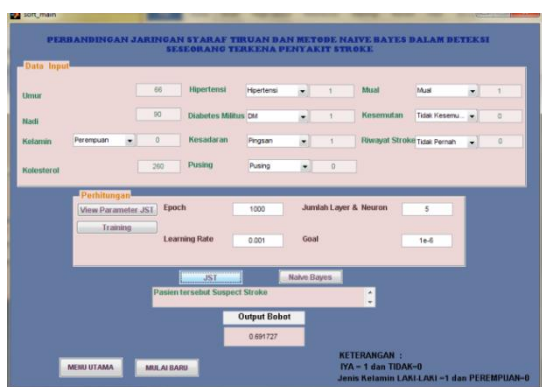 soft_main
PERBANDINGAN JARINGAN SYARAF TIRUAN DAN METODE NAIVE BAYES DALAM DETEKSI
SESEORANG TERKENA PENYAKIT STROKE
Data Input
Umur 66 Hipertensi Hipertensi 1 Mual Mual 1
Nadi 90 Diabetes Militus DM 1 Kesemutan Tidak Kesemu... 0
Kelamin Perempuan 0 Kesadaran Pingsan 1 Riwayat Stroke Tidak Pernah 0
Kolesterol 260 Pusing Pusing 0
Perhitungan
View Parameter JST Epoch 1000 Jumlah Layer & Neuron 5
Training
Learning Rate 0.001 Goal 1e-6
JST Naive Bayes
Pasien tersebut Suspect Stroke
Output Bobot
0.691727
MENU UTAMA MULAI BARU
KETERANGAN :
IYA = 1 dan TIDAK=0
Jenis Kelamin LAKI-LAKI =1 dan PEREMPUAN=0